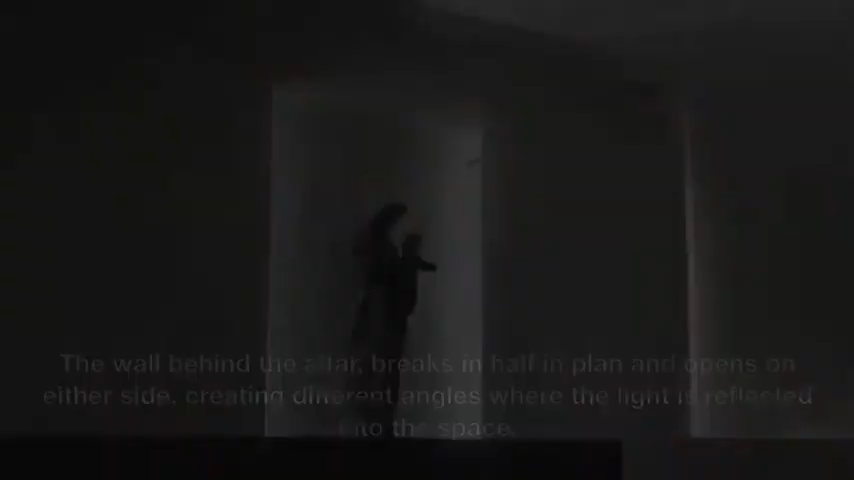 The wall behind the altar, breaks in half in plan and opens on
either side, creating different angles where the light is reflected
into the space.